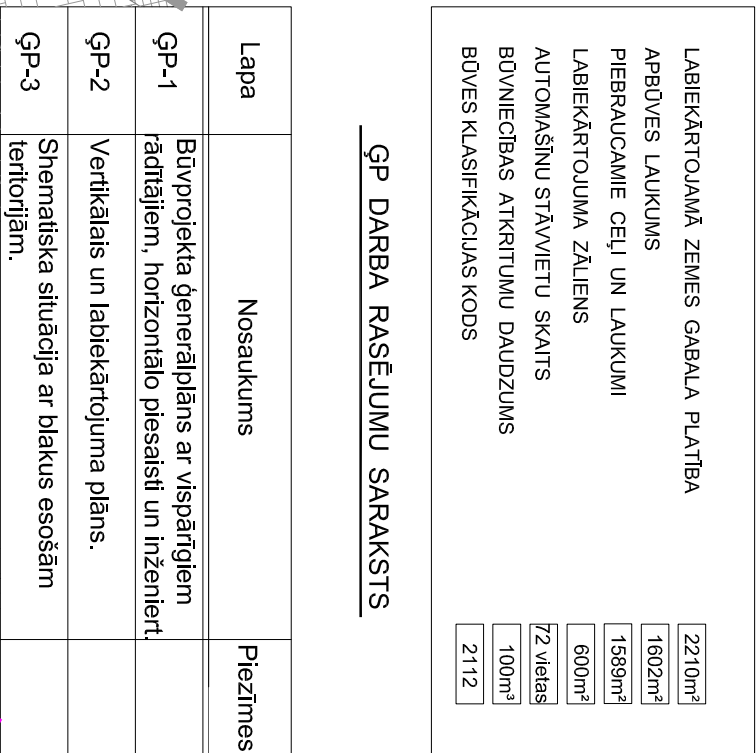 LABIEKĀRTOJAMĀ ZEMES GABALA PLATĪBA 2210m²
APBŪVES LAUKUMS 1602m²
PIEBRAUCAMIE CEĻI UN LAUKUMI 1589m²
LABIEKĀRTOJUMA ZĀLIENS 600m²
AUTOMAŠĪNU STĀVVIETU SKAITS 72 vietas
BŪVNIECĪBAS ATKRITUMU DAUDZUMS 100m³
BŪVES KLASIFIKĀCIJAS KODS 2112
ĢP DARBA RASĒJUMU SARAKSTS
Lapa Nosaukums Piezīmes
ĢP-1 Būvprojekta ģenerālplāns ar vispārīgiem
rādītājiem, horizontālo piesaisti un inženiert.
ĢP-2 Vertikālais un labiekārtojuma plāns.
ĢP-3 Shematiska situācija ar blakus esošām
teritorijām.